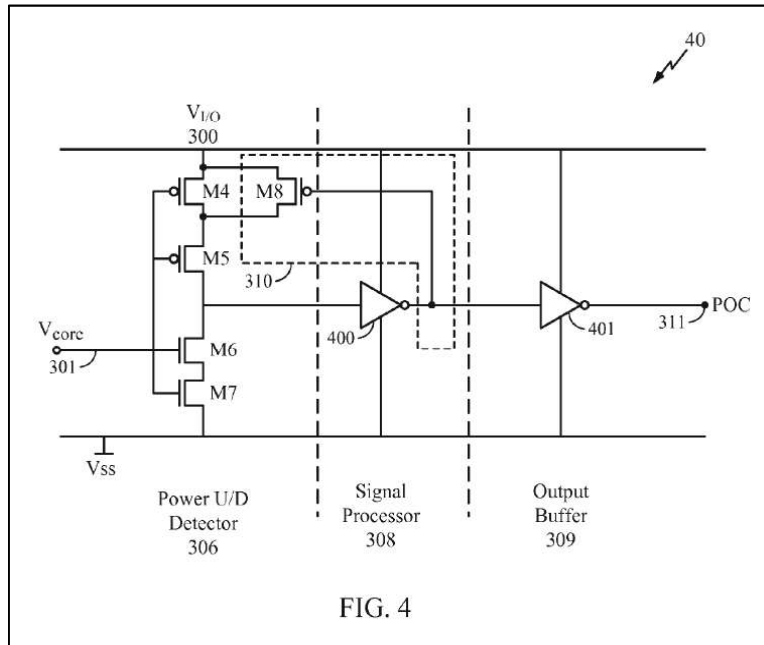 40
V_I/O
300
M4
M8
M5
310
Vcore
301
M6
M7
400
401
311
POC
Vss
Power U/D
Detector
306
Signal
Processor
308
Output
Buffer
309
FIG. 4